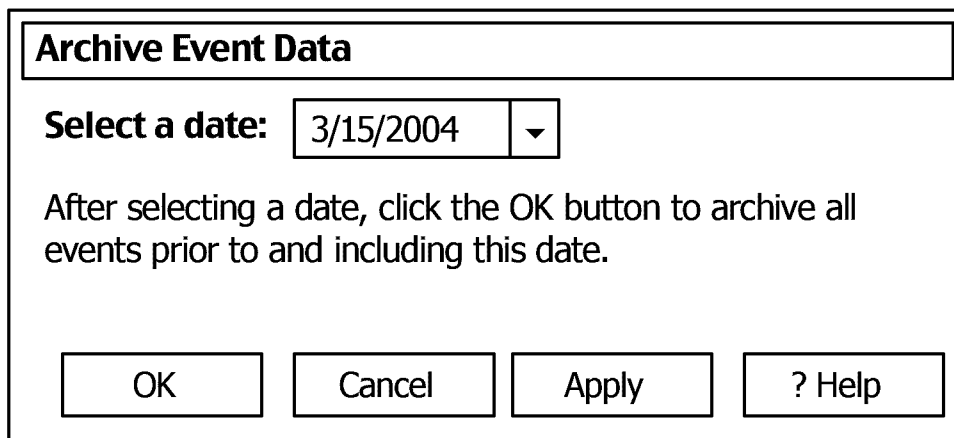 Archive Event Data
Select a date: 3/15/2004
After selecting a date, click the OK button to archive all
events prior to and including this date.
OK Cancel Apply ? Help